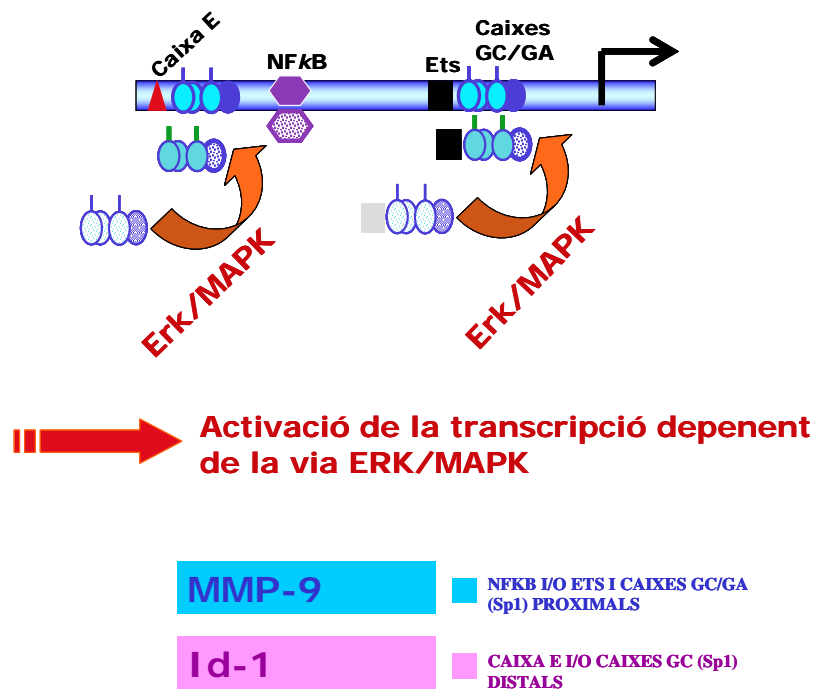 Caixa E
NFkB
Ets
Caixes
GC/GA
Erk/MAPK
Erk/MAPK
Activació de la transcripció depenent
de la via ERK/MAPK
MMP-9
NFKB I/O ETS I CAIXES GC/GA
(Sp1) PROXIMALS
Id-1
CAIXA E I/O CAIXES GC (Sp1)
DISTALS